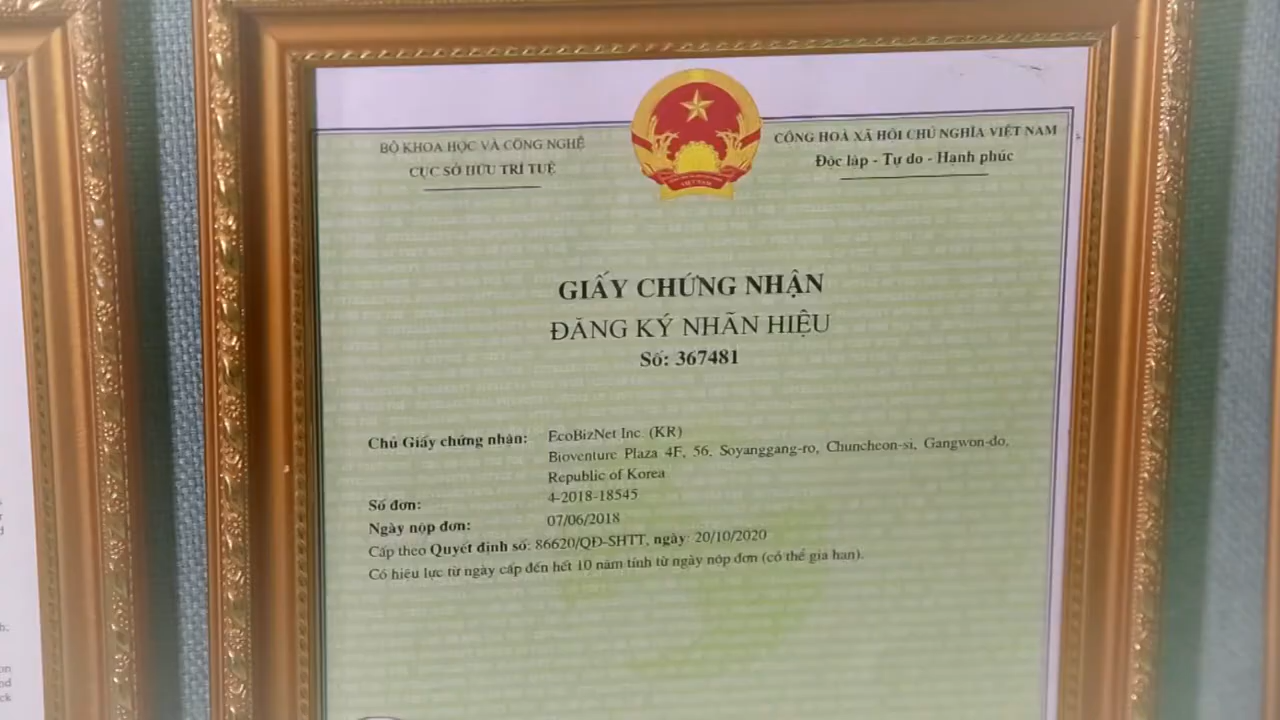 BỘ KHOA HỌC VÀ CÔNG NGHỆ
CỤC SỞ HỮU TRÍ TUỆ
CỘNG HOÀ XÃ HỘI CHỦ NGHĨA VIỆT NAM
Độc lập - Tự do - Hạnh phúc
VIỆT NAM
GIẤY CHỨNG NHẬN
ĐĂNG KÝ NHÃN HIỆU
Số: 367481
Chủ Giấy chứng nhận: EcoBizNet Inc. (KR)
Bioventure Plaza 4F, 56, Soyanggang-ro, Chuncheon-si, Gangwon-do,
Republic of Korea
Số đơn: 4-2018-18545
Ngày nộp đơn: 07/06/2018
Cấp theo Quyết định số: 86620/QĐ-SHTT, ngày: 20/10/2020
Có hiệu lực từ ngày cấp đến hết 10 năm tính từ ngày nộp đơn (có thể gia hạn).